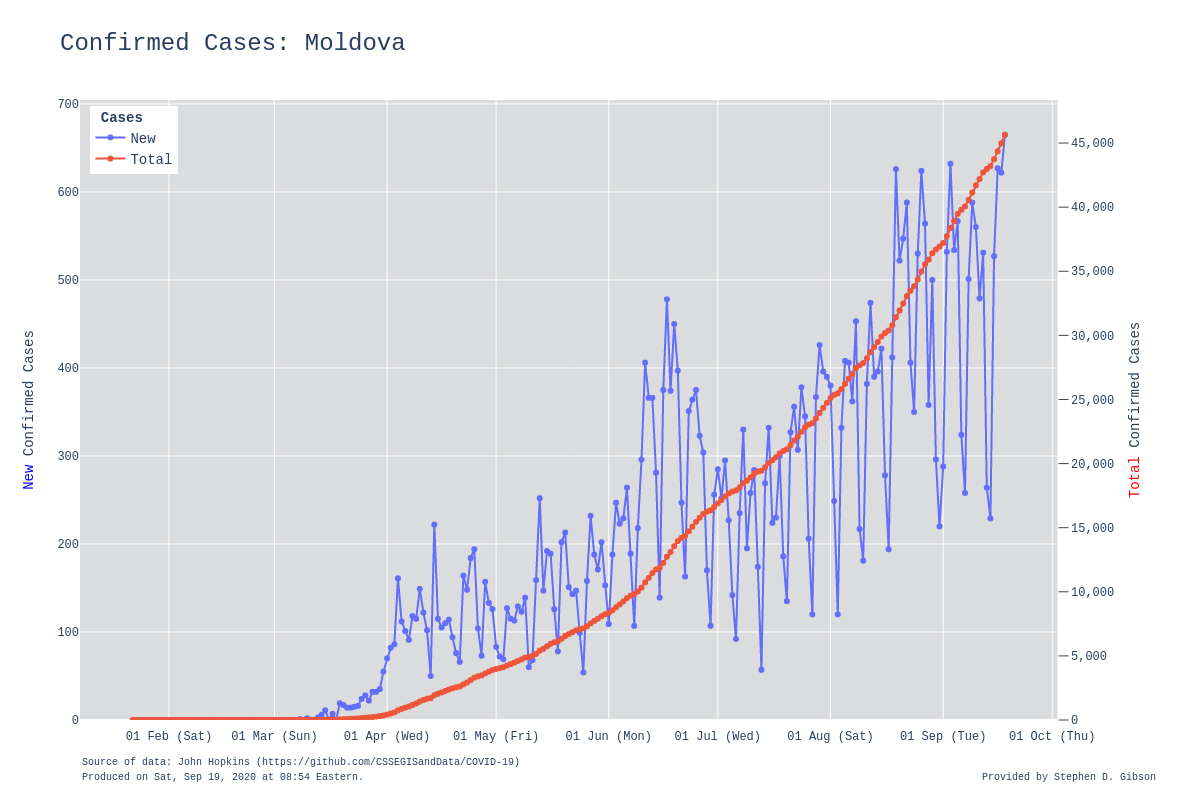 Confirmed Cases: Moldova
Cases
New
Total
700
600
500
400
300
200
100
0
New Confirmed Cases
45,000
40,000
35,000
30,000
25,000
20,000
15,000
10,000
5,000
0
Total Confirmed Cases
01 Feb (Sat) 01 Mar (Sun) 01 Apr (Wed) 01 May (Fri) 01 Jun (Mon) 01 Jul (Wed) 01 Aug (Sat) 01 Sep (Tue) 01 Oct (Thu)
Source of data: John Hopkins (https://github.com/CSSEGISandData/COVID-19)
Produced on Sat, Sep 19, 2020 at 08:54 Eastern.
Provided by Stephen D. Gibson